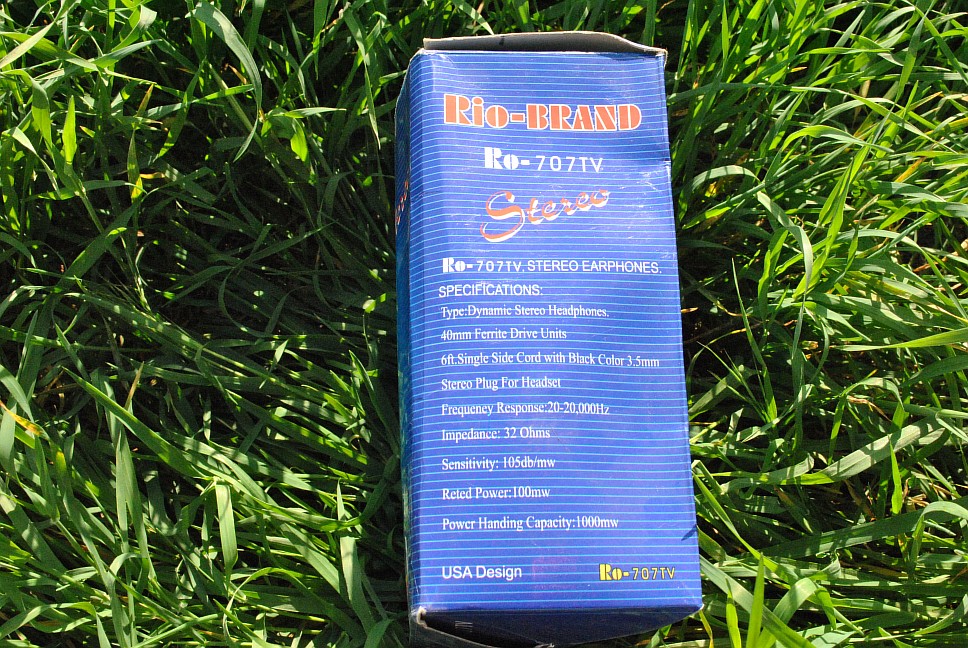 Rio-BRAND
Ro-707TV
Stereo
Ro-707TV. STEREO EARPHONES.
SPECIFICATIONS:
Type:Dynamic Stereo Headphones.
40mm Ferrite Drive Units
6ft.Single Side Cord with Black Color 3.5mm
Stereo Plug For Headset
Frequency Response:20-20,000Hz
Impedance: 32 Ohms
Sensitivity: 105db/mw
Reted Power:100mw
Power Handing Capacity:1000mw
USA Design
Ro-707TV